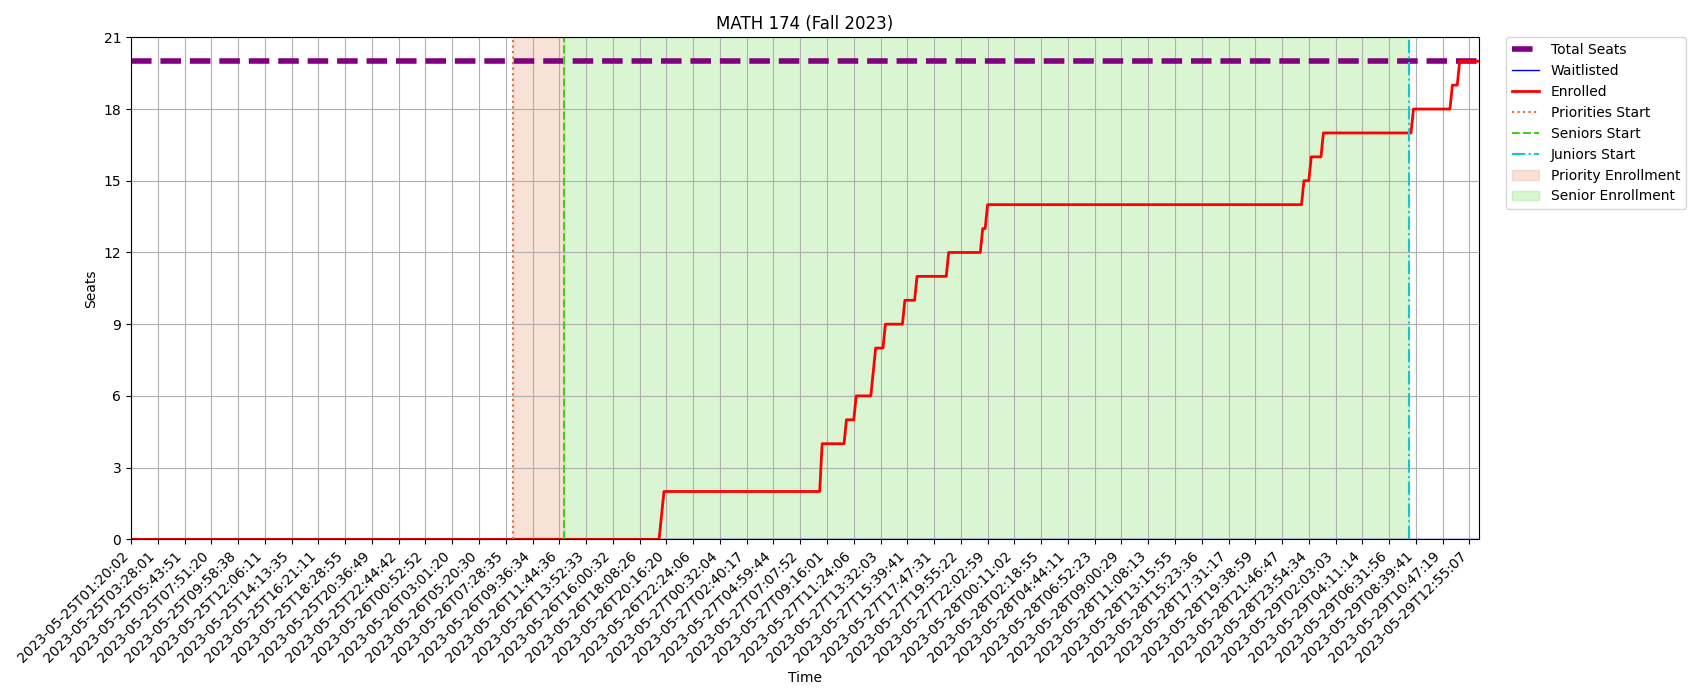 MATH 174 (Fall 2023)
21
18
15
12
9
6
3
0
Seats
Total Seats
Waitlisted
Enrolled
Priorities Start
Seniors Start
Juniors Start
Priority Enrollment
Senior Enrollment
2023-05-25T01:20:02
2023-05-25T03:28:01
2023-05-25T05:43:51
2023-05-25T07:51:20
2023-05-25T09:58:38
2023-05-25T12:06:11
2023-05-25T14:13:35
2023-05-25T16:21:11
2023-05-25T18:28:55
2023-05-25T20:36:49
2023-05-25T22:44:42
2023-05-26T00:52:52
2023-05-26T03:01:20
2023-05-26T05:20:30
2023-05-26T07:28:35
2023-05-26T09:36:34
2023-05-26T11:44:36
2023-05-26T13:52:33
2023-05-26T16:00:32
2023-05-26T18:08:26
2023-05-26T20:16:20
2023-05-26T22:24:06
2023-05-27T00:32:04
2023-05-27T02:40:17
2023-05-27T04:59:44
2023-05-27T07:07:52
2023-05-27T09:16:01
2023-05-27T11:24:06
2023-05-27T13:32:03
2023-05-27T15:39:41
2023-05-27T17:47:31
2023-05-27T19:55:22
2023-05-27T22:02:59
2023-05-28T00:11:02
2023-05-28T02:18:55
2023-05-28T04:44:11
2023-05-28T06:52:23
2023-05-28T09:00:29
2023-05-28T11:08:13
2023-05-28T13:15:55
2023-05-28T15:23:36
2023-05-28T17:31:17
2023-05-28T19:38:59
2023-05-28T21:46:47
2023-05-28T23:54:34
2023-05-29T02:03:03
2023-05-29T04:11:14
2023-05-29T06:31:56
2023-05-29T08:39:41
2023-05-29T10:47:19
2023-05-29T12:55:07
Time